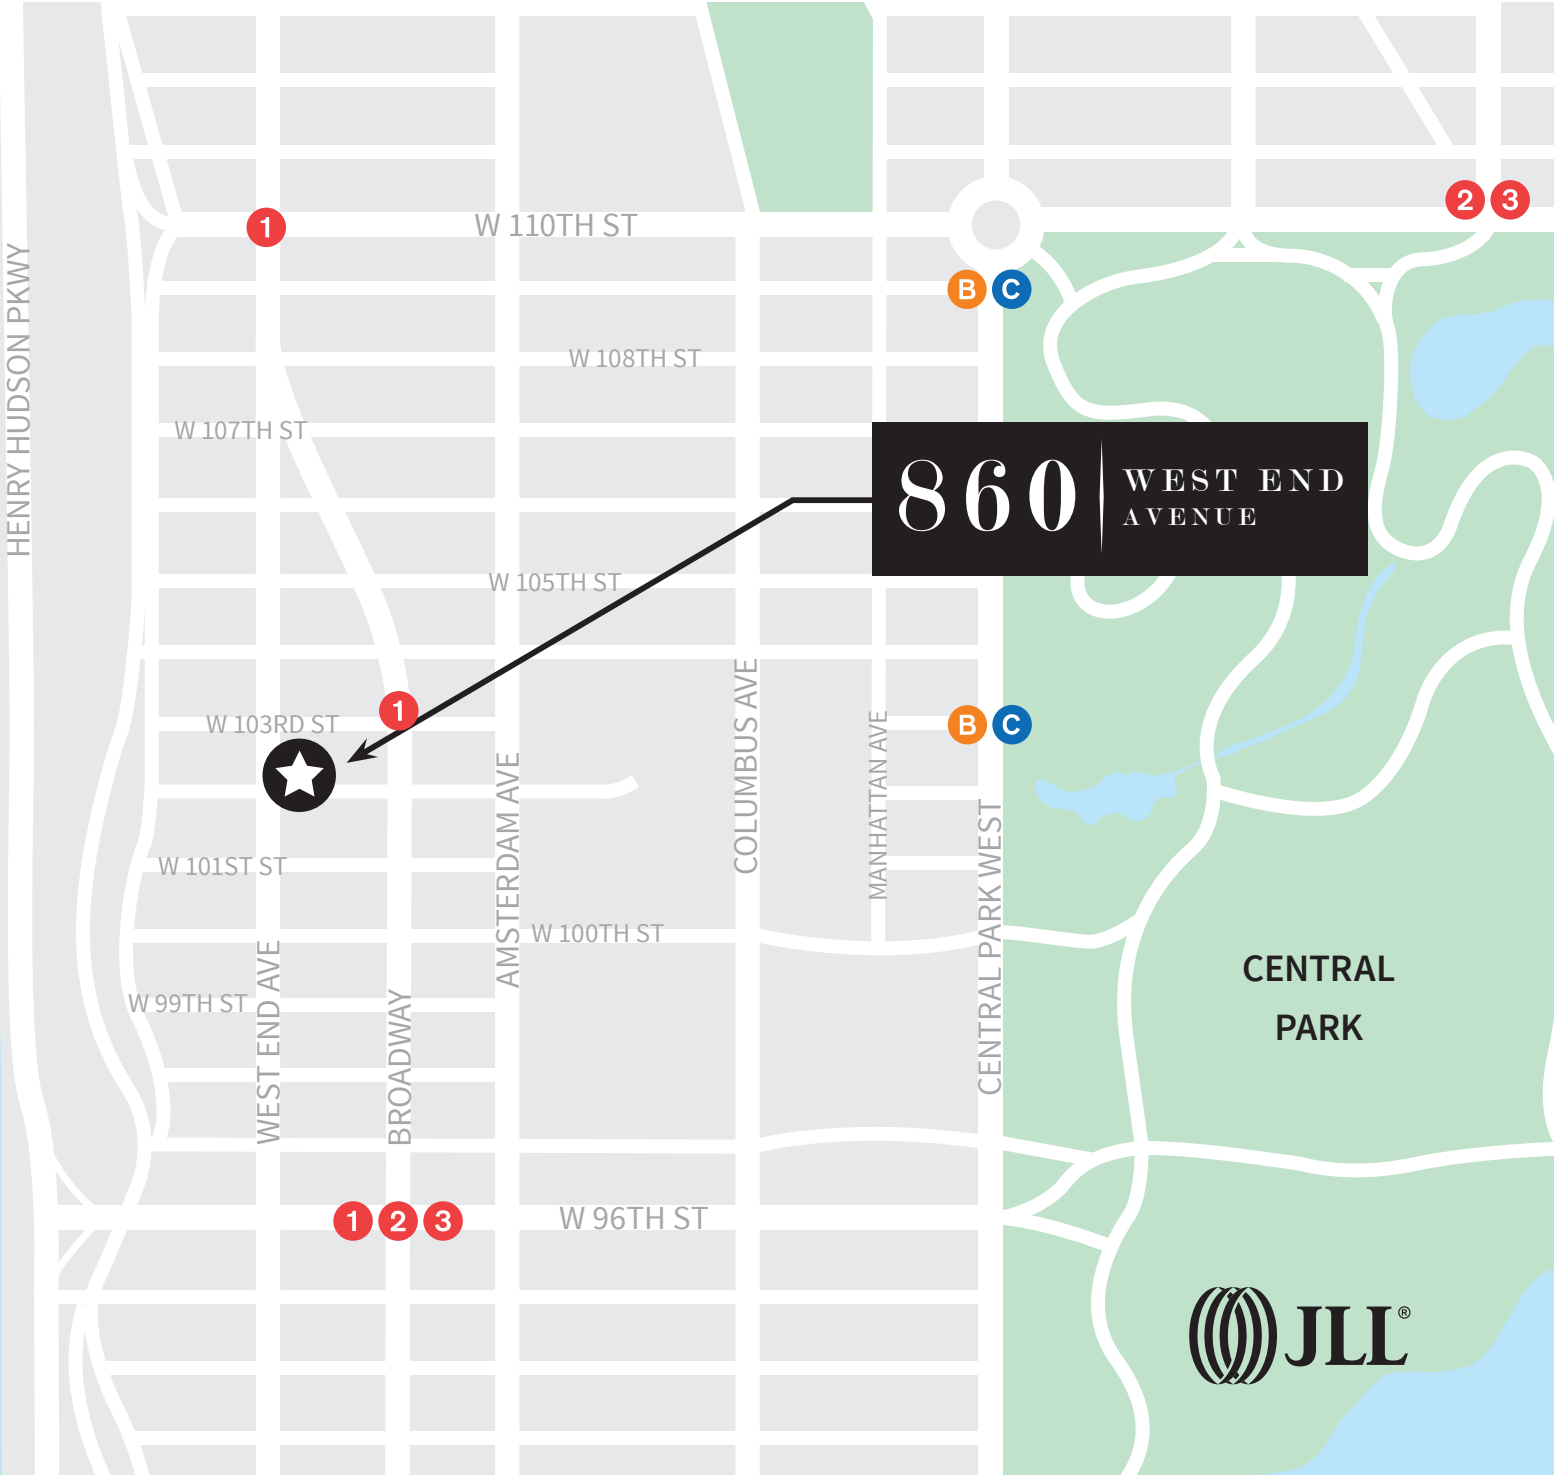 2 3
1
W 110TH ST
HENRY HUDSON PKWY
B C
W 108TH ST
W 107TH ST
860 WEST END
AVENUE
W 105TH ST
1
W 103RD ST
B C
COLUMBUS AVE
MANHATTAN AVE
AMSTERDAM AVE
CENTRAL PARK WEST
W 101ST ST
W 100TH ST
WEST END AVE
W 99TH ST
BROADWAY
CENTRAL
PARK
1 2 3
W 96TH ST
JLL®